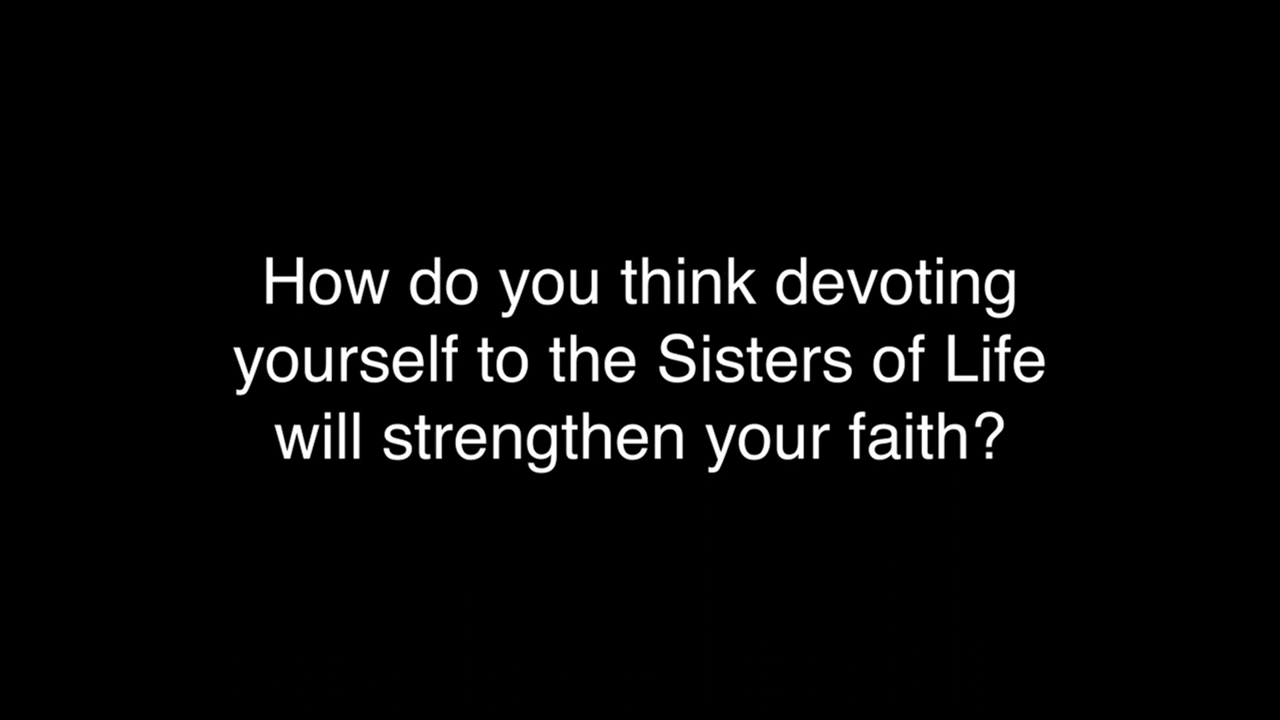 How do you think devoting
yourself to the Sisters of Life
will strengthen your faith?